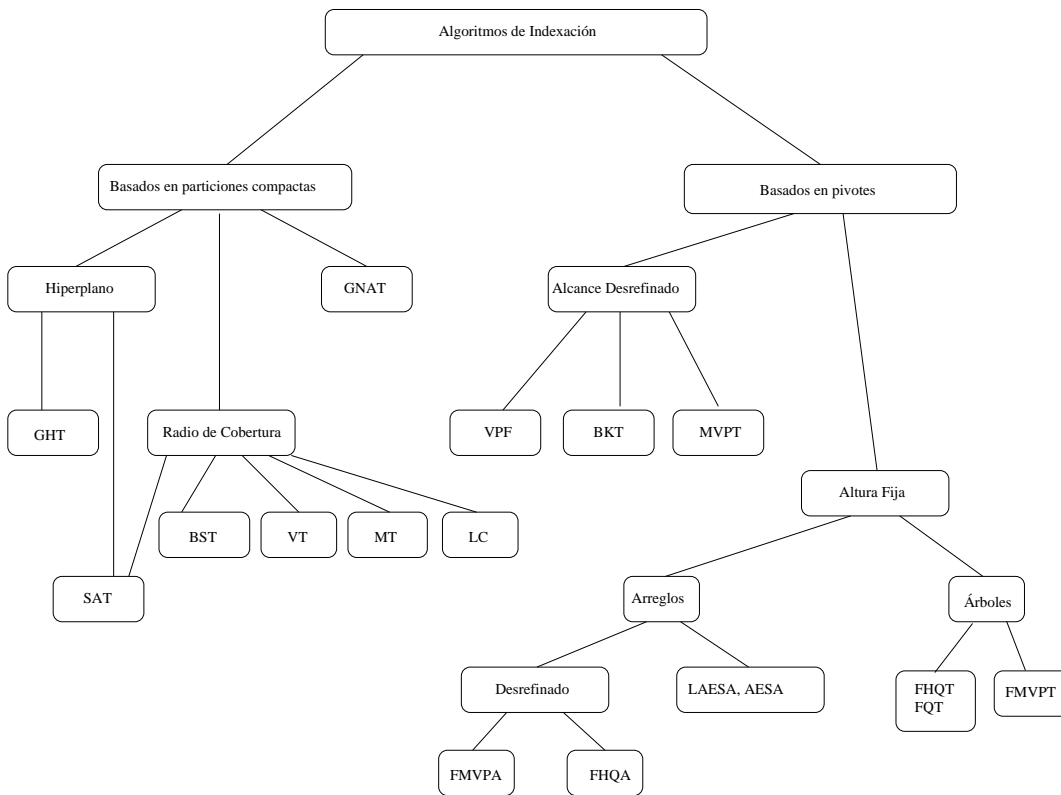 Algoritmos de Indexación
Basados en particiones compactas
Basados en pivotes
Hiperplano
GNAT
Alcance Desrefinado
GHT
Radio de Cobertura
VPF
BKT
MVPT
Altura Fija
BST
VT
MT
LC
SAT
Arreglos
Árboles
Desrefinado
LAESA, AESA
FHQT
FQT
FMVPT
FMVPA
FHQA